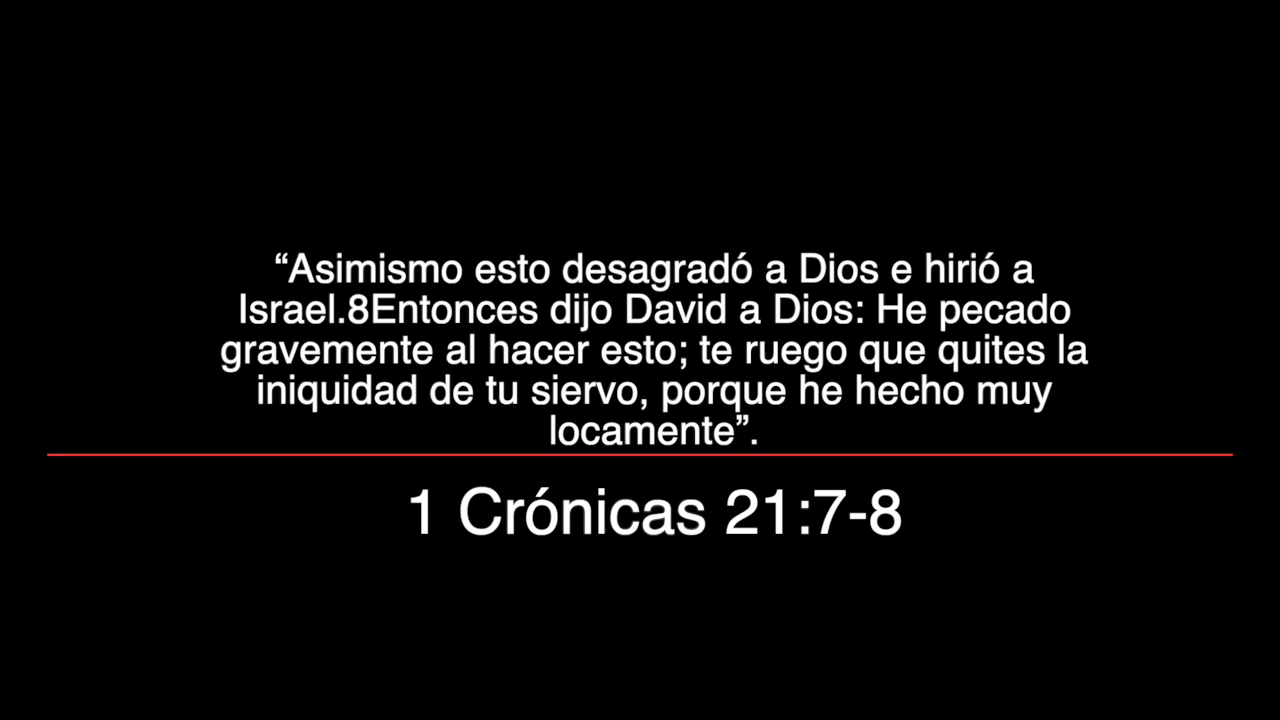 “Asimismo esto desagradó a Dios e hirió a
Israel.8Entonces dijo David a Dios: He pecado
gravemente al hacer esto; te ruego que quites la
iniquidad de tu siervo, porque he hecho muy
locamente”.
1 Crónicas 21:7-8